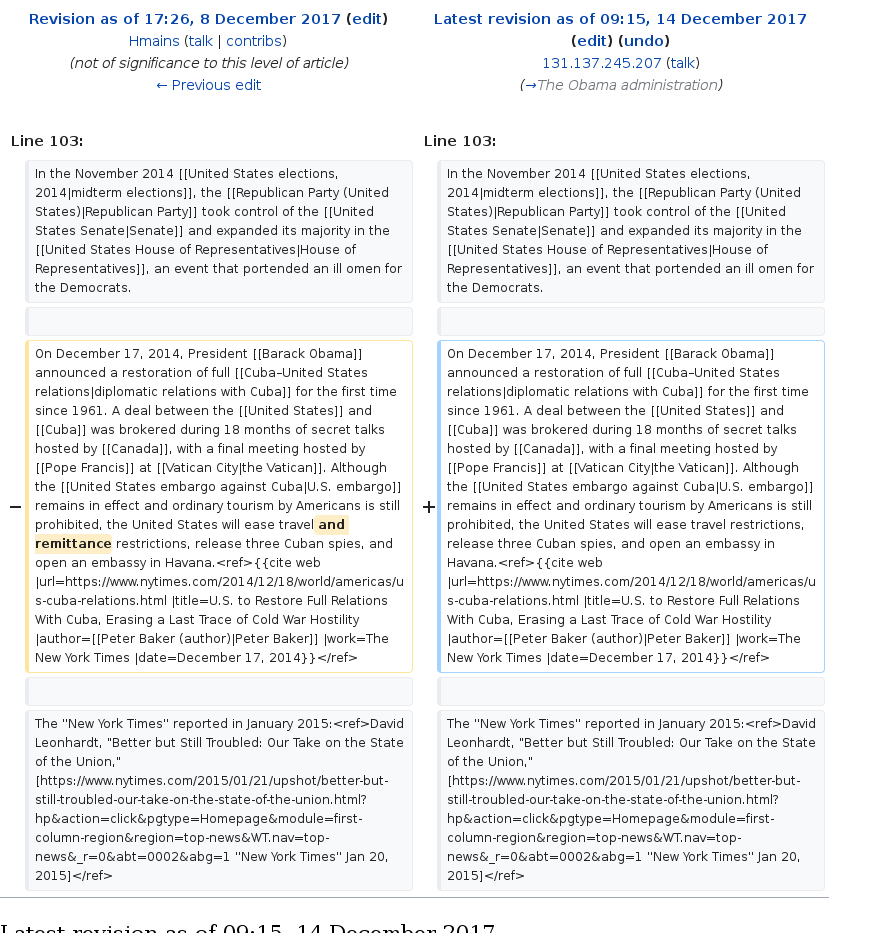 Revision as of 17:26, 8 December 2017 (edit)
Hmains (talk | contribs)
(not of significance to this level of article)
← Previous edit
Latest revision as of 09:15, 14 December 2017
(edit) (undo)
131.137.245.207 (talk)
(→The Obama administration)
Line 103:
Line 103:
In the November 2014 [[United States elections,
2014|midterm elections]], the [[Republican Party (United
States)|Republican Party]] took control of the [[United
States Senate|Senate]] and expanded its majority in the
[[United States House of Representatives|House of
Representatives]], an event that portended an ill omen for
the Democrats.
In the November 2014 [[United States elections,
2014|midterm elections]], the [[Republican Party (United
States)|Republican Party]] took control of the [[United
States Senate|Senate]] and expanded its majority in the
[[United States House of Representatives|House of
Representatives]], an event that portended an ill omen for
the Democrats.
−
On December 17, 2014, President [[Barack Obama]]
announced a restoration of full [[Cuba–United States
relations|diplomatic relations with Cuba]] for the first time
since 1961. A deal between the [[United States]] and
[[Cuba]] was brokered during 18 months of secret talks
hosted by [[Canada]], with a final meeting hosted by
[[Pope Francis]] at [[Vatican City|the Vatican]]. Although
the [[United States embargo against Cuba|U.S. embargo]]
remains in effect and ordinary tourism by Americans is still
prohibited, the United States will ease travel and
remittance restrictions, release three Cuban spies, and
open an embassy in Havana.<ref>{{cite web
|url=https://www.nytimes.com/2014/12/18/world/americas/u
s-cuba-relations.html |title=U.S. to Restore Full Relations
With Cuba, Erasing a Last Trace of Cold War Hostility
|author=[[Peter Baker (author)|Peter Baker]] |work=The
New York Times |date=December 17, 2014}}</ref>
+
On December 17, 2014, President [[Barack Obama]]
announced a restoration of full [[Cuba–United States
relations|diplomatic relations with Cuba]] for the first time
since 1961. A deal between the [[United States]] and
[[Cuba]] was brokered during 18 months of secret talks
hosted by [[Canada]], with a final meeting hosted by
[[Pope Francis]] at [[Vatican City|the Vatican]]. Although
the [[United States embargo against Cuba|U.S. embargo]]
remains in effect and ordinary tourism by Americans is still
prohibited, the United States will ease travel restrictions,
release three Cuban spies, and open an embassy in
Havana.<ref>{{cite web
|url=https://www.nytimes.com/2014/12/18/world/americas/u
s-cuba-relations.html |title=U.S. to Restore Full Relations
With Cuba, Erasing a Last Trace of Cold War Hostility
|author=[[Peter Baker (author)|Peter Baker]] |work=The
New York Times |date=December 17, 2014}}</ref>
The ''New York Times'' reported in January 2015:<ref>David
Leonhardt, "Better but Still Troubled: Our Take on the State
of the Union,"
[https://www.nytimes.com/2015/01/21/upshot/better-but-
still-troubled-our-take-on-the-state-of-the-union.html?
hp&action=click&pgtype=Homepage&module=first-
column-region&region=top-news&WT.nav=top-
news&_r=0&abt=0002&abg=1 ''New York Times'' Jan 20,
2015]</ref>
The ''New York Times'' reported in January 2015:<ref>David
Leonhardt, "Better but Still Troubled: Our Take on the State
of the Union,"
[https://www.nytimes.com/2015/01/21/upshot/better-but-
still-troubled-our-take-on-the-state-of-the-union.html?
hp&action=click&pgtype=Homepage&module=first-
column-region&region=top-news&WT.nav=top-
news&_r=0&abt=0002&abg=1 ''New York Times'' Jan 20,
2015]</ref>
Latest revision as of 09:15, 14 December 2017